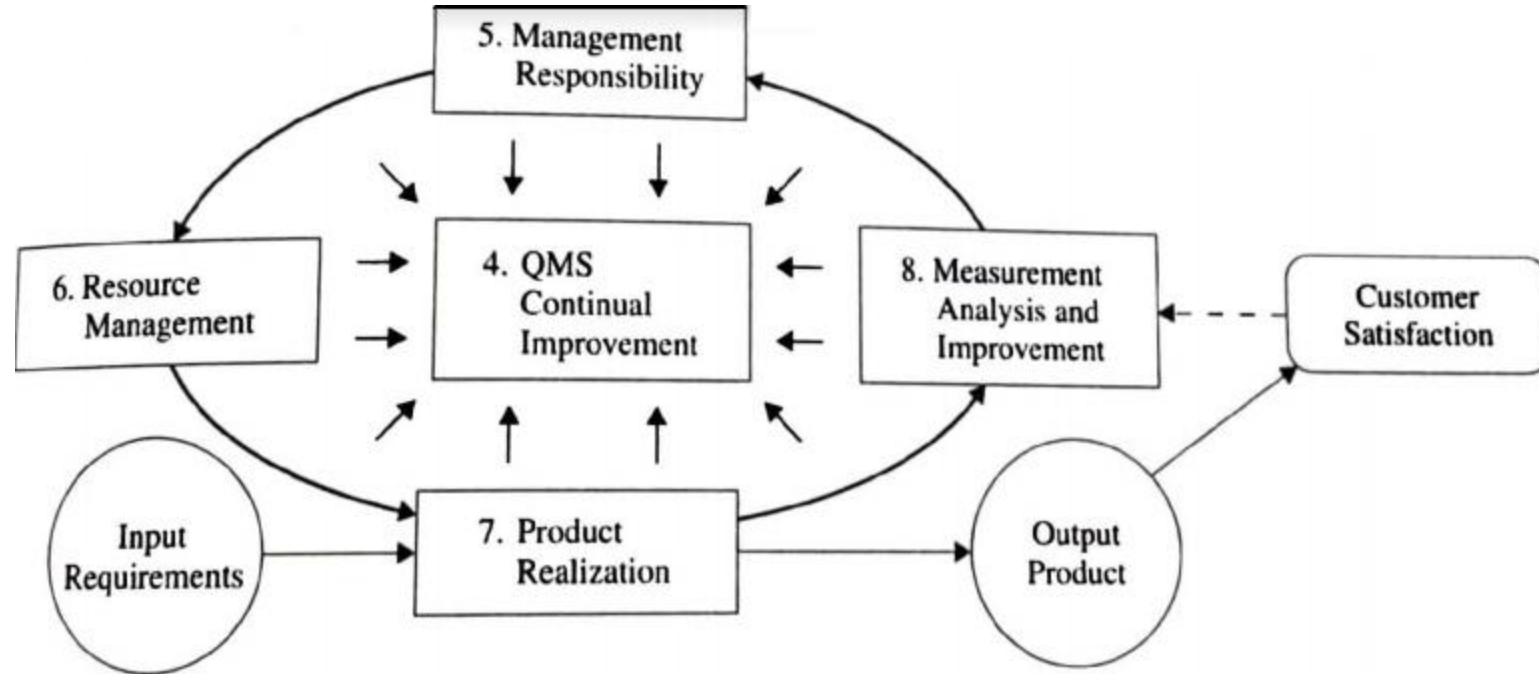 5. Management
Responsibility
6. Resource
Management
4. QMS
Continual
Improvement
8. Measurement
Analysis and
Improvement
Customer
Satisfaction
Input
Requirements
7. Product
Realization
Output
Product